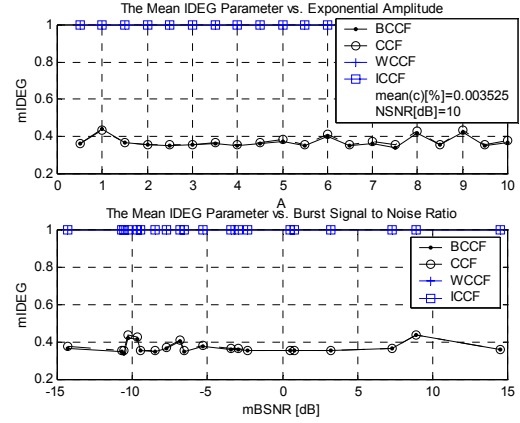 The Mean IDEG Parameter vs. Exponential Amplitude
1
0.8
0.6
0.4
0.2
mIDEG
BCCF
CCF
WCCF
ICCF
mean(c)[%]=0.003525
NSNR[dB]=10
0 1 2 3 4 5 6 7 8 9 10
A
The Mean IDEG Parameter vs. Burst Signal to Noise Ratio
1
0.8
0.6
0.4
0.2
mIDEG
BCCF
CCF
WCCF
ICCF
-15 -10 -5 0 5 10 15
mBSNR [dB]